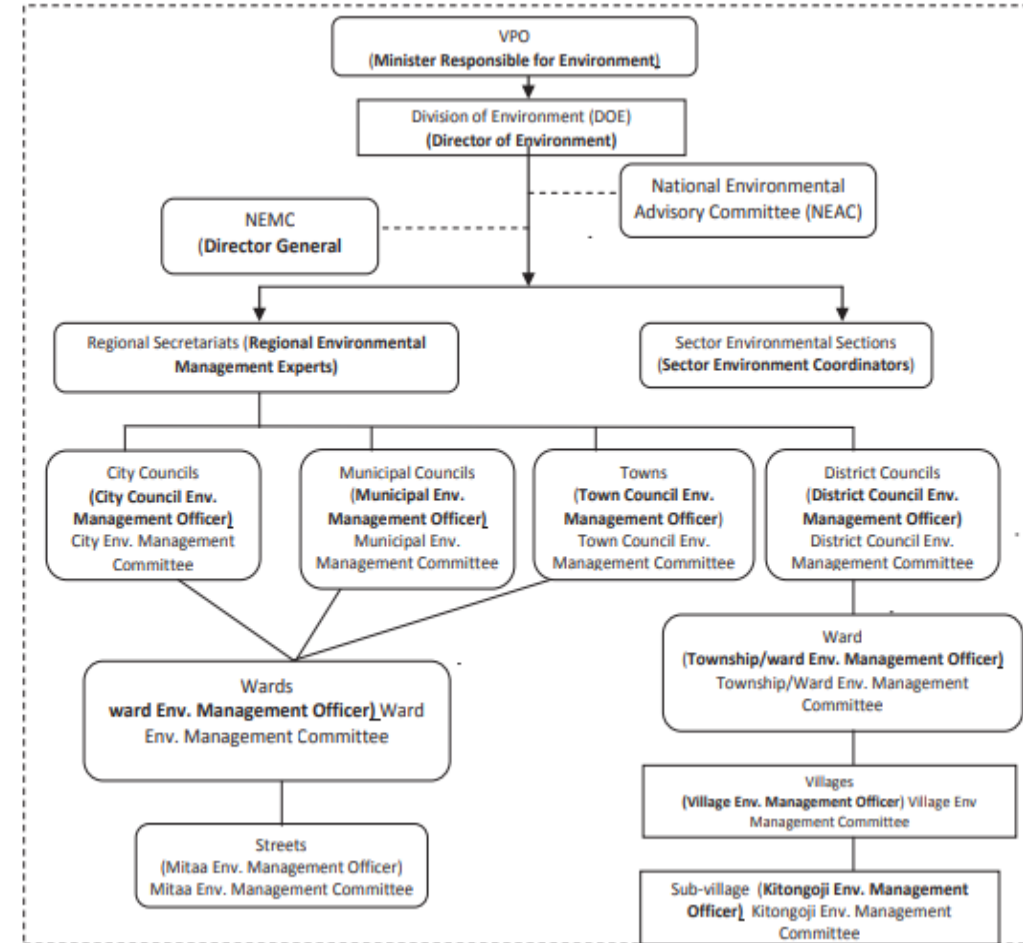 VPO
(Minister Responsible for Environment)
Division of Environment (DOE)
(Director of Environment)
National Environmental
Advisory Committee (NEAC)
NEMC
(Director General
Regional Secretariats (Regional Environmental
Management Experts)
Sector Environmental Sections
(Sector Environment Coordinators)
City Councils
(City Council Env.
Management Officer)
City Env. Management
Committee
Municipal Councils
(Municipal Env.
Management Officer)
Municipal Env.
Management Committee
Towns
(Town Council Env.
Management Officer)
Town Council Env.
Management Committee
District Councils
(District Council Env.
Management Officer)
District Council Env.
Management Committee
Wards
ward Env. Management Officer) Ward
Env. Management Committee
Ward
(Township/ward Env. Management Officer)
Township/Ward Env. Management
Committee
Streets
(Mitaa Env. Management Officer)
Mitaa Env. Management Committee
Villages
(Village Env. Management Officer) Village Env
Management Committee
Sub-village (Kitongoji Env. Management
Officer) Kitongoji Env. Management
Committee